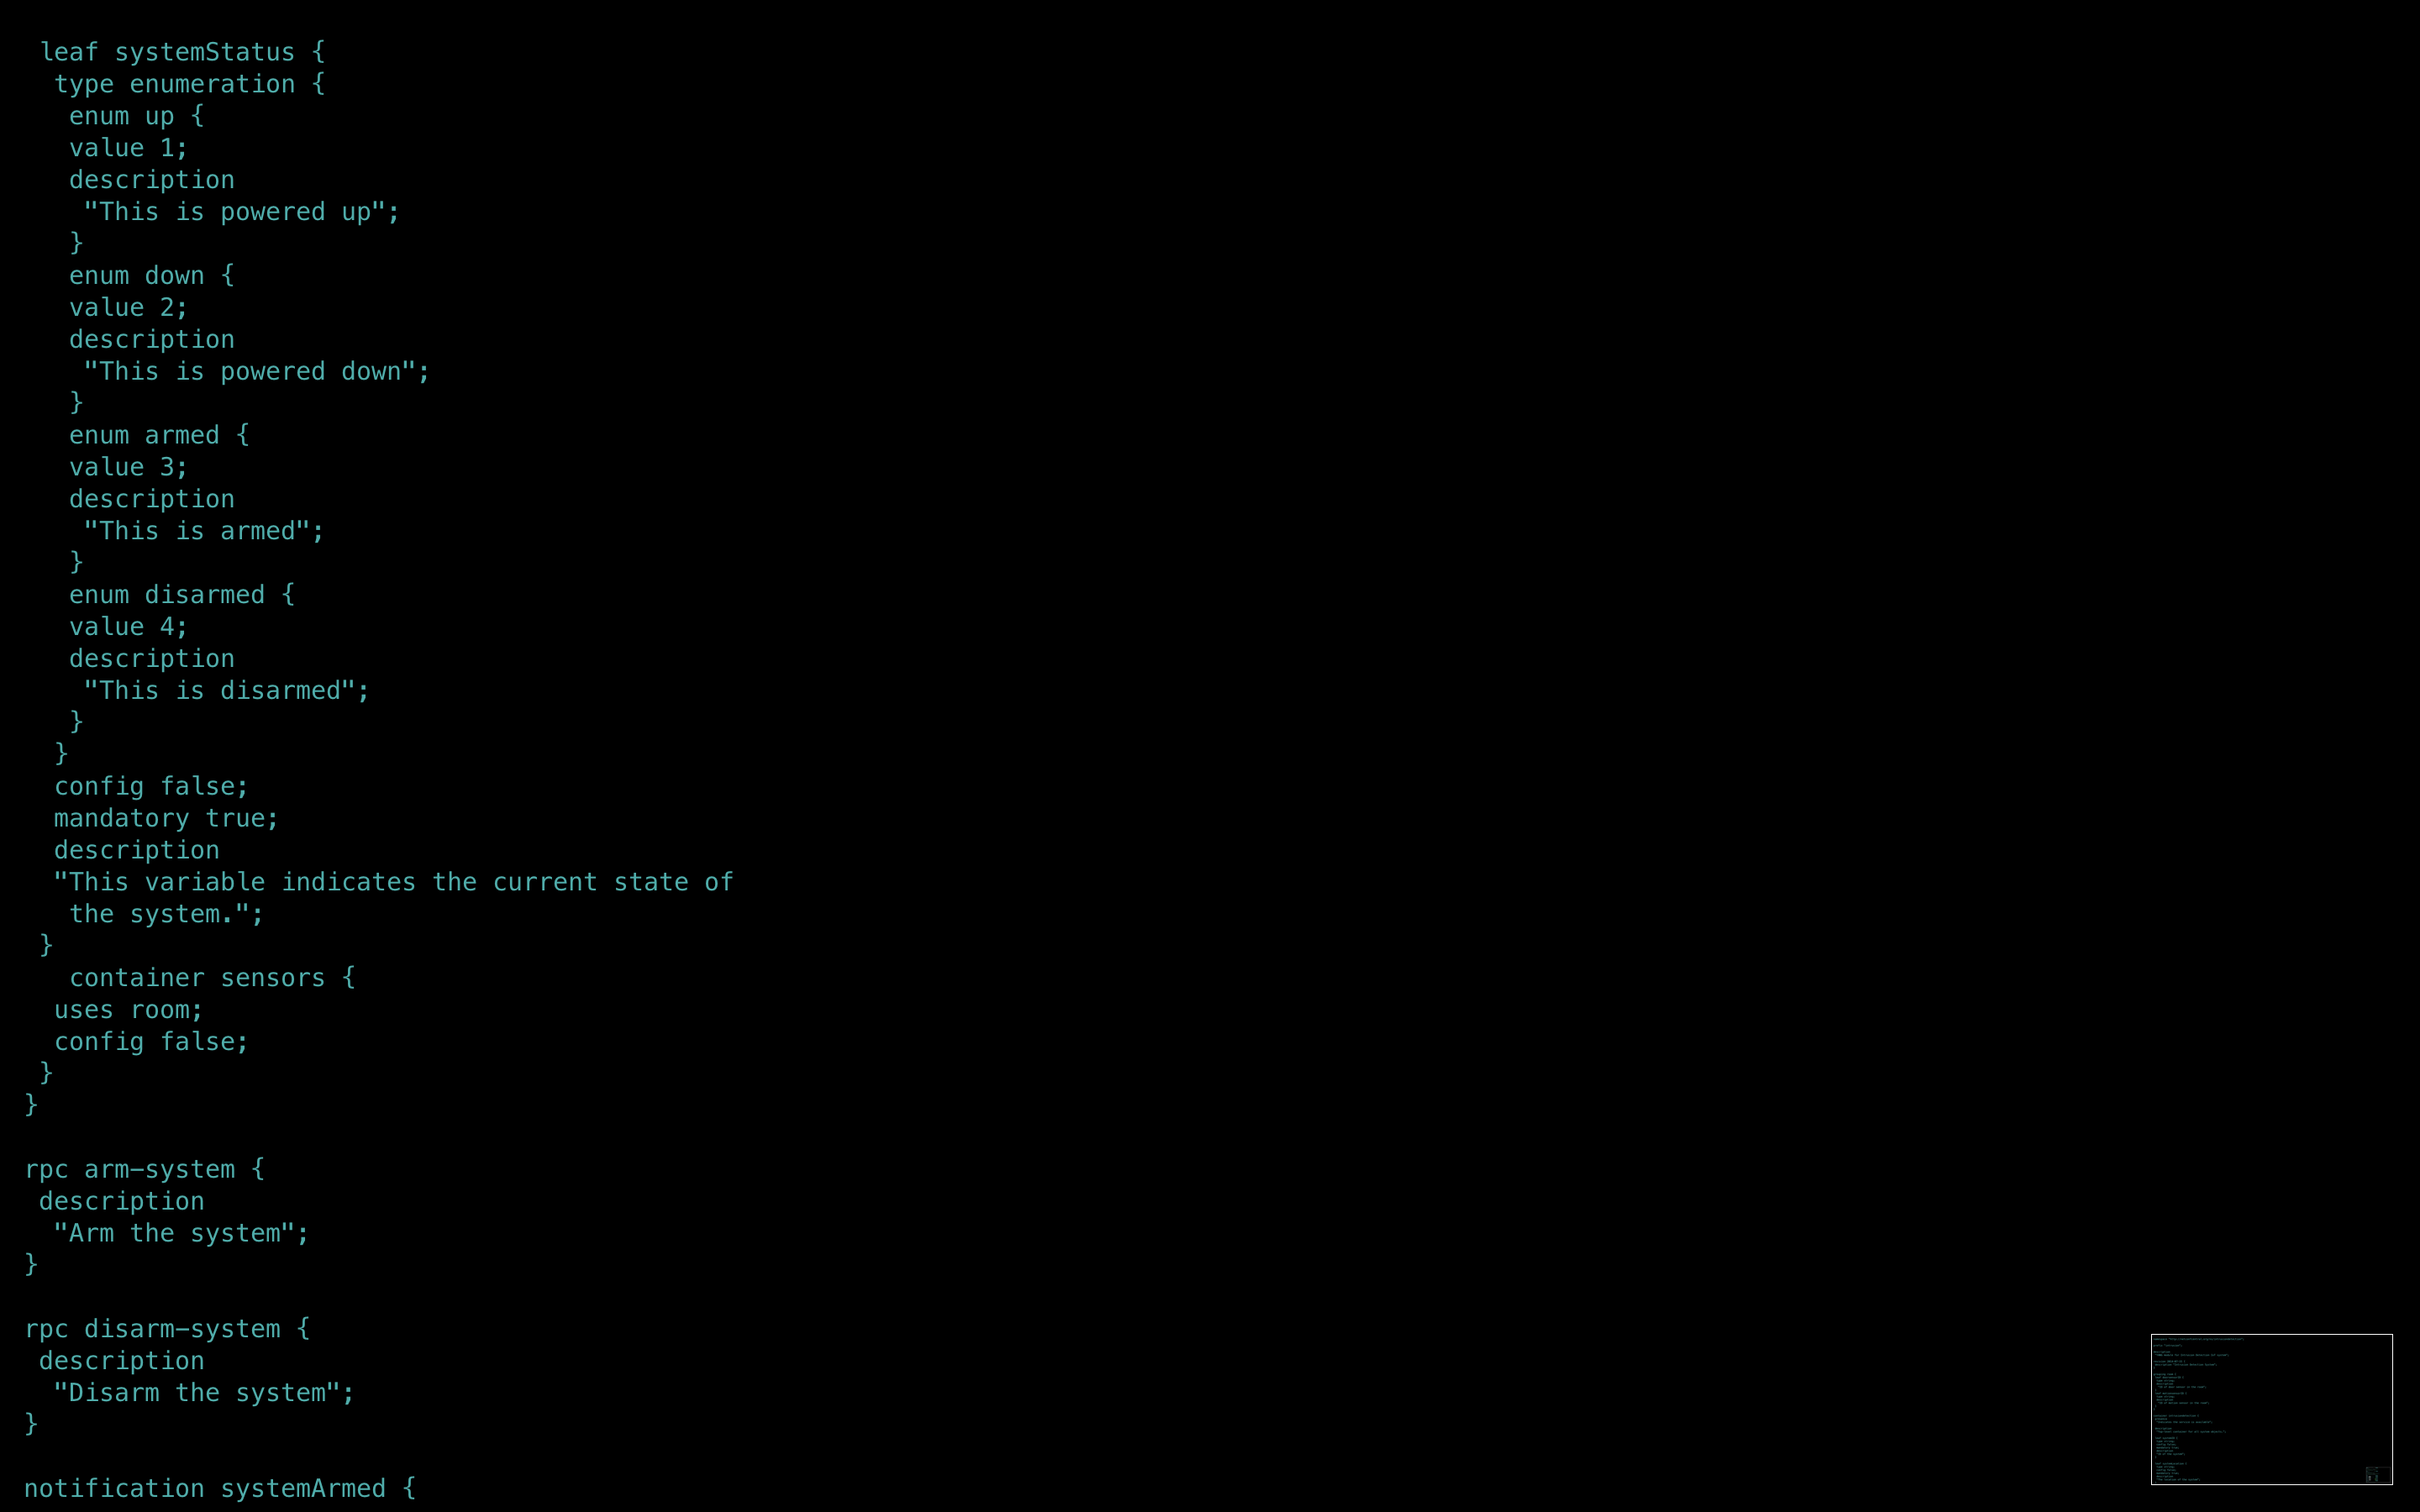 leaf systemStatus {
type enumeration {
enum up {
value 1;
description
"This is powered up";
}
enum down {
value 2;
description
"This is powered down";
}
enum armed {
value 3;
description
"This is armed";
}
enum disarmed {
value 4;
description
"This is disarmed";
}
}
config false;
mandatory true;
description
"This variable indicates the current state of
the system.";
}
container sensors {
uses room;
config false;
}
}
rpc arm-system {
description
"Arm the system";
}
rpc disarm-system {
description
"Disarm the system";
}
notification systemArmed {